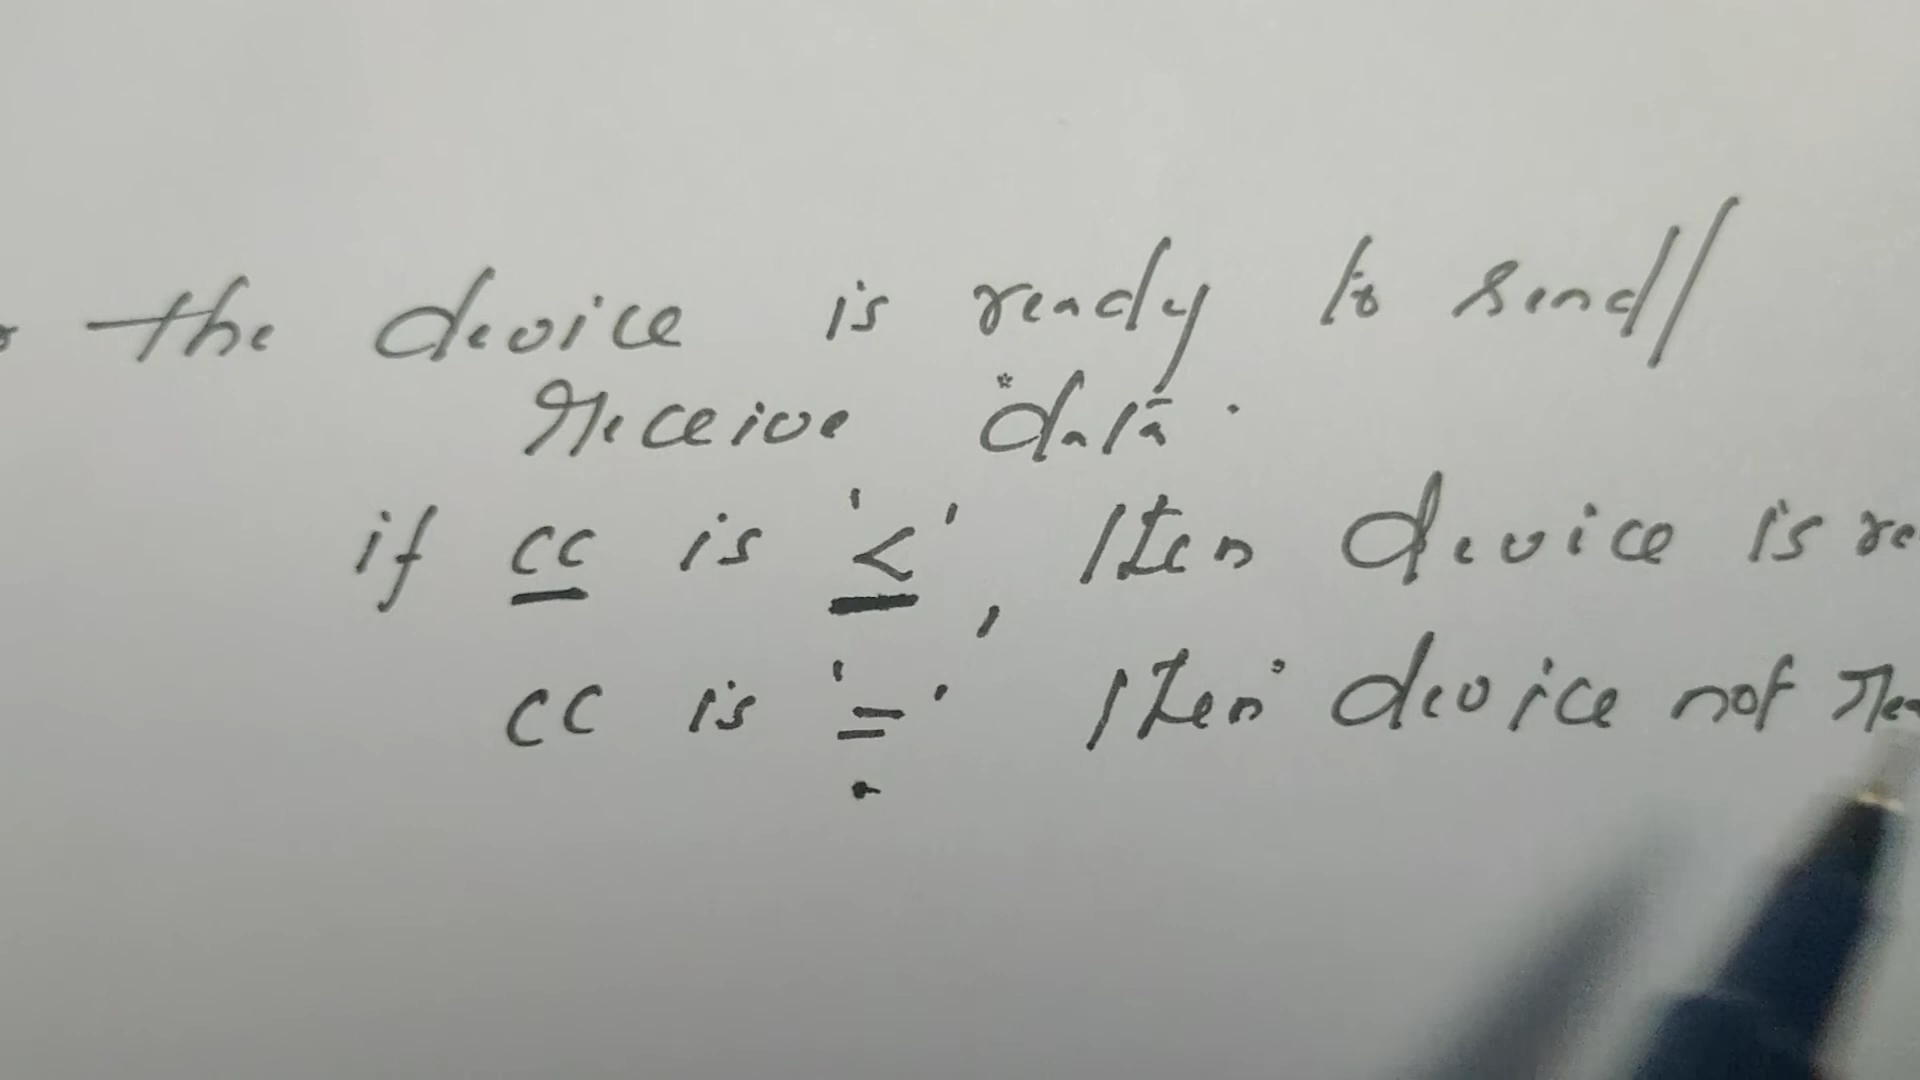 the device is ready to send/
receive data.
if cc is '<', then device is
cc is '=' then device not